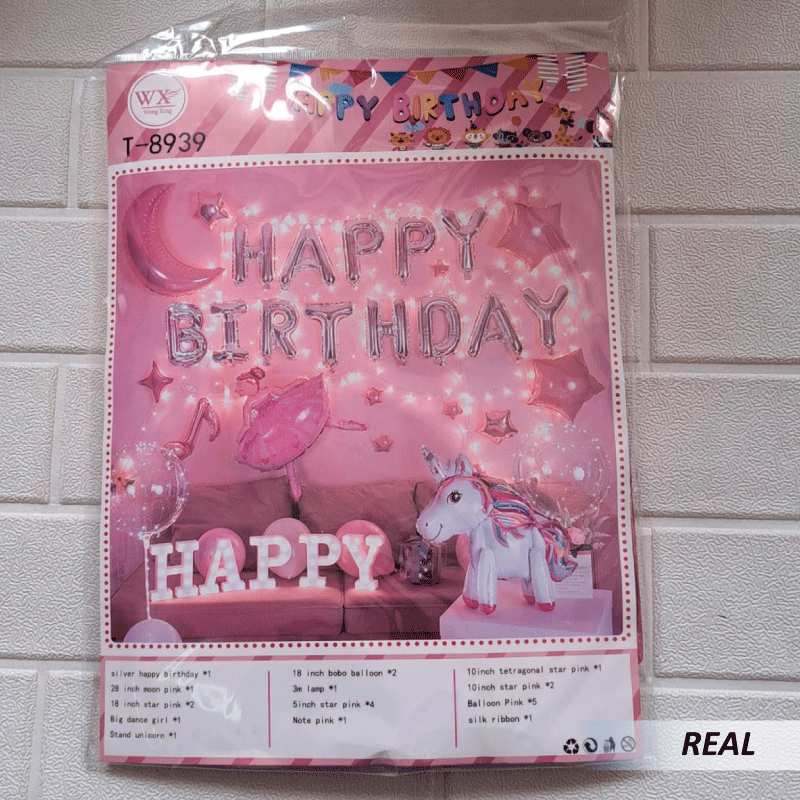 WX
Weng Xing
HAPPY BIRTHDAY
T-8939
HAPPY
BIRTHDAY
HAPPY
silver happy birthday *1
28 inch moon pink *1
18 inch star pink *2
Big dance girl *1
Stand unicorn *1
18 inch bobo balloon *2
3m lamp *1
5inch star pink *4
Note pink *1
10inch tetragonal star pink *1
10inch star pink *2
Balloon Pink *5
silk ribbon *1
REAL